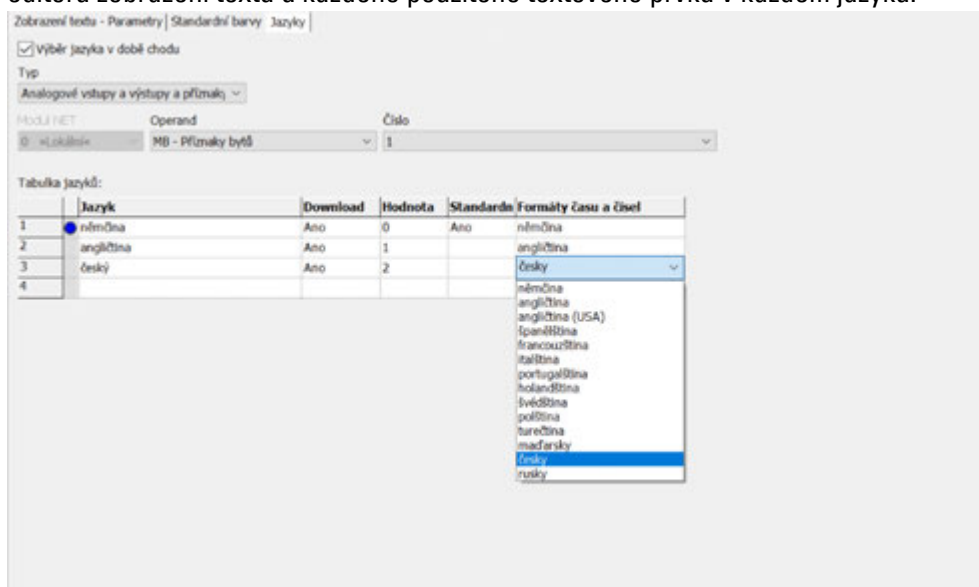 editoru zobrazení textu a každého použitého textového prvku v každém jazyka.
Zobrazení textu - Parametry Standardní barvy Jazyky
Výběr jazyka v době chodu
Typ
Analogové vstupy a výstupy a příznaky
Modul NET Operand Číslo
0 »Lokální« MB - Příznaky bytů 1
Tabulka jazyků:
Jazyk Download Hodnota Standardn Formáty času a čísel
1 němčina Ano 0 Ano němčina
2 angličtina Ano 1 angličtina
3 český Ano 2 česky
4
němčina
angličtina
angličtina (USA)
španělština
francouzština
italština
portugalština
holandština
švédština
polština
turečtina
maďarsky
česky
rusky